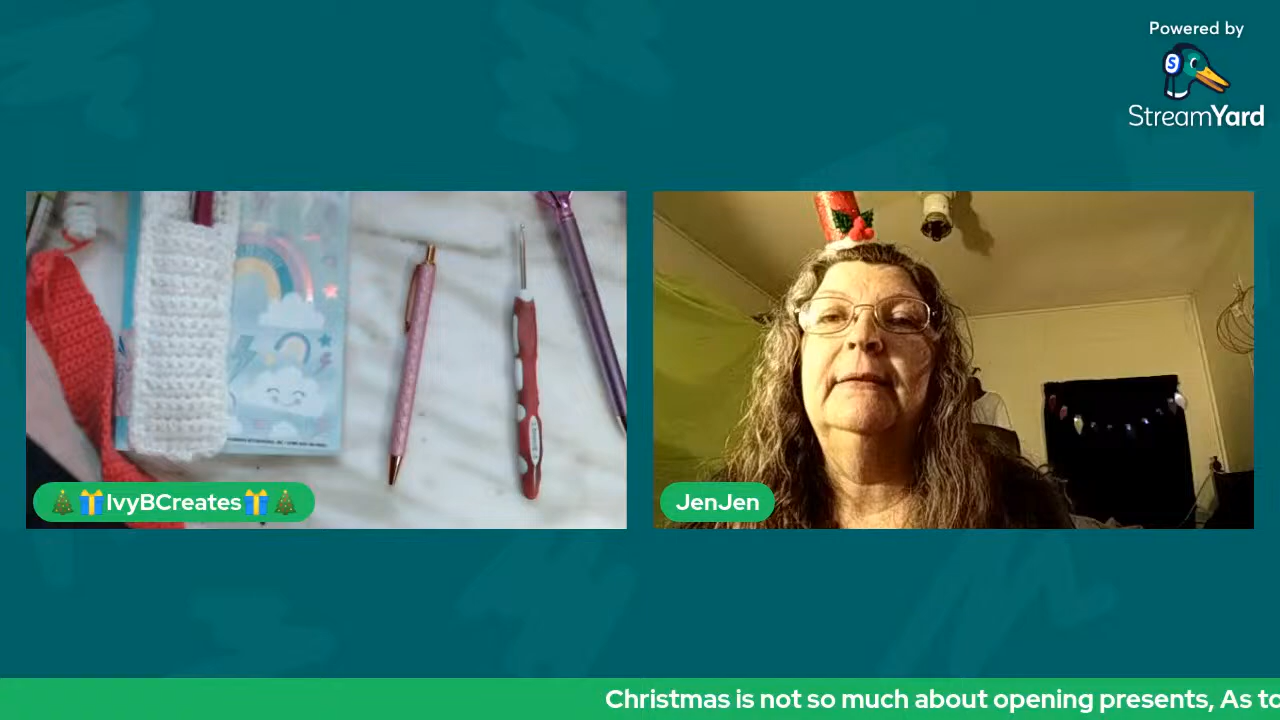 Powered by
S
StreamYard
🎄🎁IvyBCreates🎁🎄
JenJen
Christmas is not so much about opening presents, As to